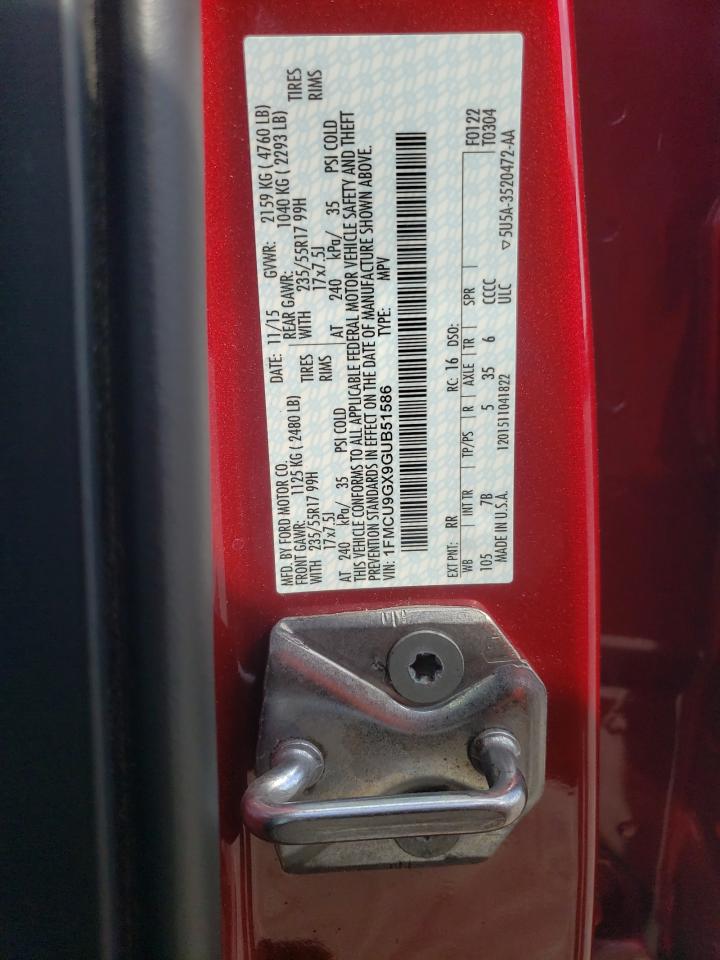 MFD. BY FORD MOTOR CO.
DATE: 11/15
GVWR: 2159 KG ( 4760 LB)
FRONT GAWR: 1125 KG ( 2480 LB)
REAR GAWR: 1040 KG ( 2293 LB)
WITH 235/55R17 99H TIRES
WITH 235/55R17 99H TIRES
17x7.5J RIMS
17x7.5J RIMS
AT 240 kPa/ 35 PSI COLD
AT 240 kPa/ 35 PSI COLD
THIS VEHICLE CONFORMS TO ALL APPLICABLE FEDERAL MOTOR VEHICLE SAFETY AND THEFT
PREVENTION STANDARDS IN EFFECT ON THE DATE OF MANUFACTURE SHOWN ABOVE.
VIN: 1FMCU9GX9GUB51586
TYPE: MPV
EXT PNT: RR RC: 16 DSO: F0122
WB INT TR TP/PS R AXLE TR SPR T0304
105 7B 5 35 6 CCCC
MADE IN U.S.A. 1201511041822 ULC
▽5U5A-3520472-AA